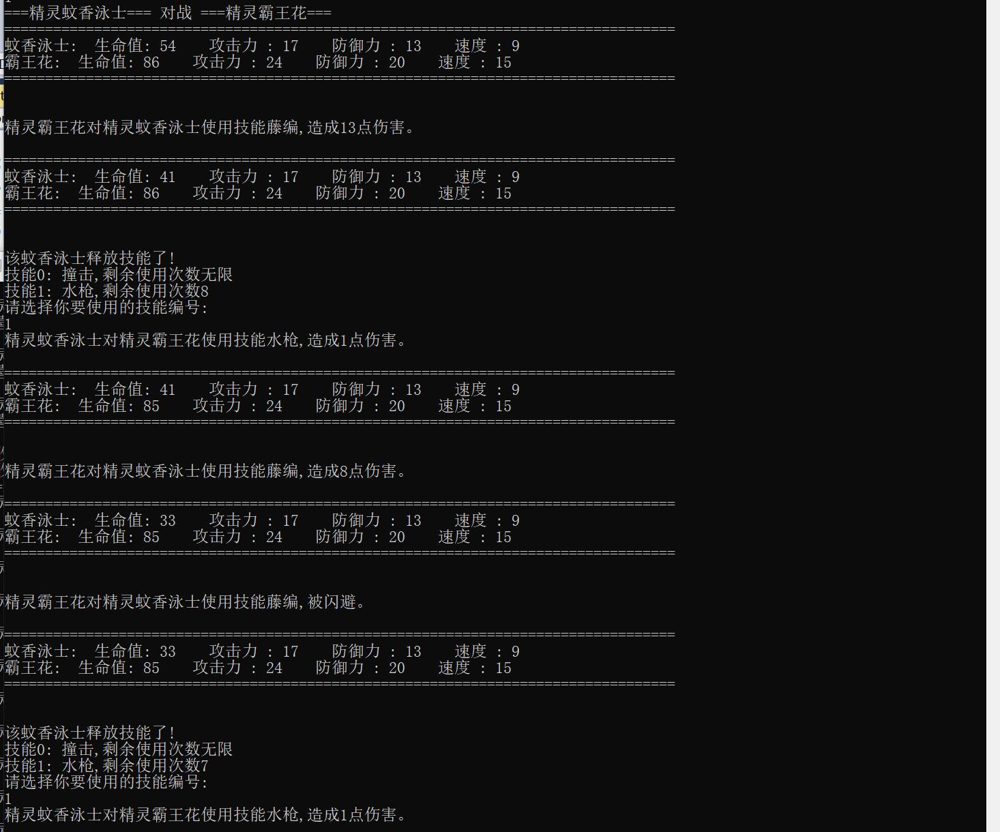 ===精灵蚊香泳士=== 对战 ===精灵霸王花===
==================================================================================
蚊香泳士:  生命值: 54    攻击力 : 17    防御力 : 13    速度 : 9
霸王花:  生命值: 86    攻击力 : 24    防御力 : 20    速度 : 15
==================================================================================
精灵霸王花对精灵蚊香泳士使用技能藤编,造成13点伤害。
==================================================================================
蚊香泳士:  生命值: 41    攻击力 : 17    防御力 : 13    速度 : 9
霸王花:  生命值: 86    攻击力 : 24    防御力 : 20    速度 : 15
==================================================================================
该蚊香泳士释放技能了!
技能0: 撞击,剩余使用次数无限
技能1: 水枪,剩余使用次数8
请选择你要使用的技能编号:
1
精灵蚊香泳士对精灵霸王花使用技能水枪,造成1点伤害。
==================================================================================
蚊香泳士:  生命值: 41    攻击力 : 17    防御力 : 13    速度 : 9
霸王花:  生命值: 85    攻击力 : 24    防御力 : 20    速度 : 15
==================================================================================
精灵霸王花对精灵蚊香泳士使用技能藤编,造成8点伤害。
==================================================================================
蚊香泳士:  生命值: 33    攻击力 : 17    防御力 : 13    速度 : 9
霸王花:  生命值: 85    攻击力 : 24    防御力 : 20    速度 : 15
==================================================================================
精灵霸王花对精灵蚊香泳士使用技能藤编,被闪避。
==================================================================================
蚊香泳士:  生命值: 33    攻击力 : 17    防御力 : 13    速度 : 9
霸王花:  生命值: 85    攻击力 : 24    防御力 : 20    速度 : 15
==================================================================================
该蚊香泳士释放技能了!
技能0: 撞击,剩余使用次数无限
技能1: 水枪,剩余使用次数7
请选择你要使用的技能编号:
1
精灵蚊香泳士对精灵霸王花使用技能水枪,造成1点伤害。